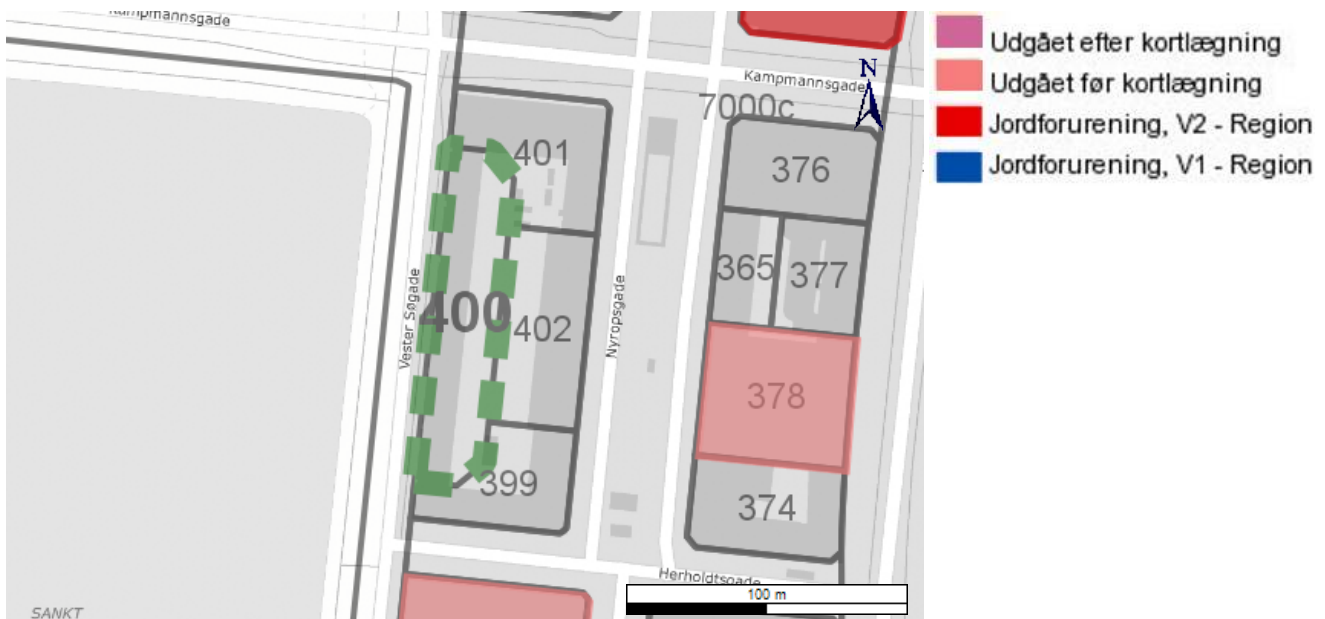 Kampmannsgade
Kampmannsgade
N
7000c
401
376
365
377
Vester Søgade
400
402
Nyropsgade
378
399
374
Herholdtsgade
100 m
SANKT
Udgået efter kortlægning
Udgået før kortlægning
Jordforurening, V2 - Region
Jordforurening, V1 - Region